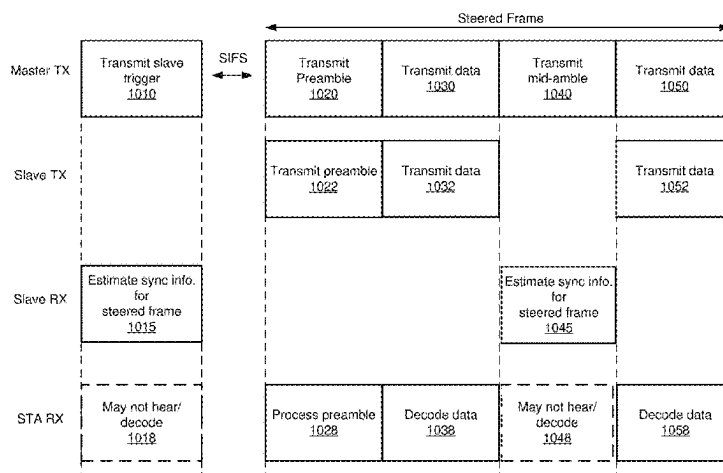 Steered Frame
Master TX
Transmit slave
trigger
1010
SIFS
Transmit
Preamble
1020
Transmit data
1030
Transmit
mid-amble
1040
Transmit data
1050
Slave TX
Transmit preamble
1022
Transmit data
1032
Transmit data
1052
Slave RX
Estimate sync info.
for
steered frame
1015
Estimate sync info.
for
steered frame
1045
STA RX
May not hear/
decode
1018
Process preamble
1028
Decode data
1038
May not hear/
decode
1048
Decode data
1058